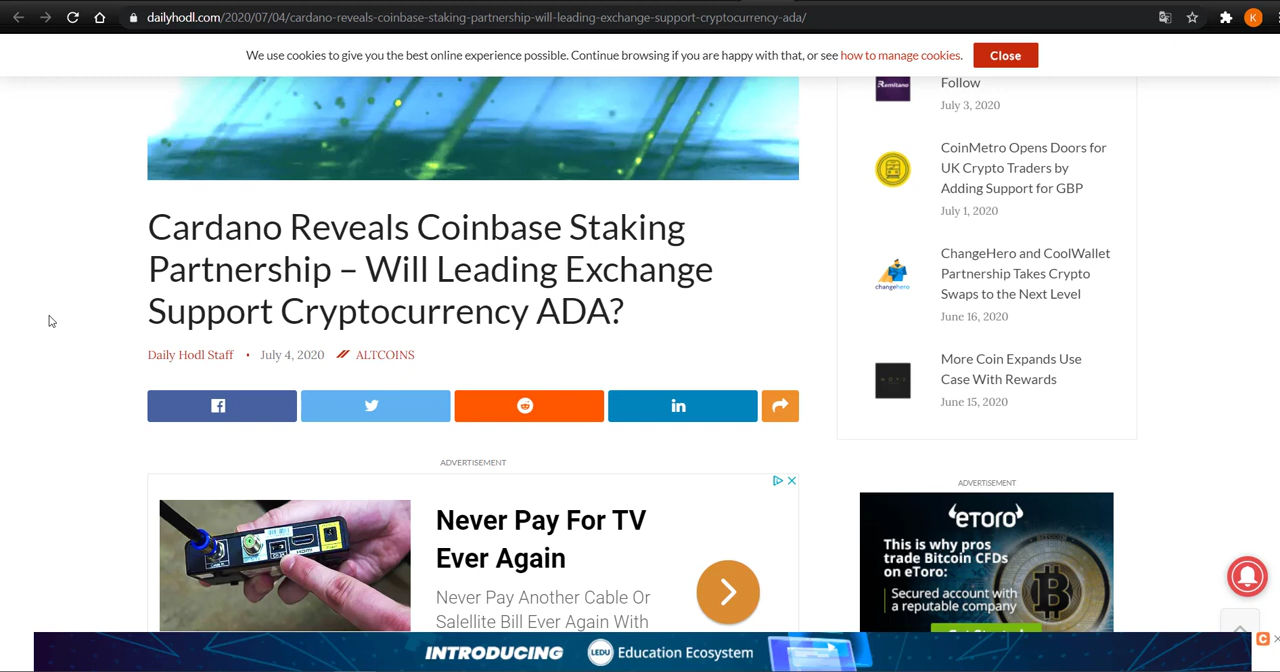 dailyhodl.com/2020/07/04/cardano-reveals-coinbase-staking-partnership-will-leading-exchange-support-cryptocurrency-ada/
K
We use cookies to give you the best online experience possible. Continue browsing if you are happy with that, or see how to manage cookies.
Close
Cardano Reveals Coinbase Staking
Partnership – Will Leading Exchange
Support Cryptocurrency ADA?
Daily Hodl Staff • July 4, 2020 ALTCOINS
ADVERTISEMENT
Never Pay For TV
Ever Again
Never Pay Another Cable Or
Salellite Bill Ever Again With
Remitano
Follow
July 3, 2020
CoinMetro Opens Doors for
UK Crypto Traders by
Adding Support for GBP
July 1, 2020
changehero
ChangeHero and CoolWallet
Partnership Takes Crypto
Swaps to the Next Level
June 16, 2020
More Coin Expands Use
Case With Rewards
June 15, 2020
ADVERTISEMENT
eToro
This is why pros
trade Bitcoin CFDs
on eToro:
Secured account with
a reputable company
INTRODUCING LEDU Education Ecosystem